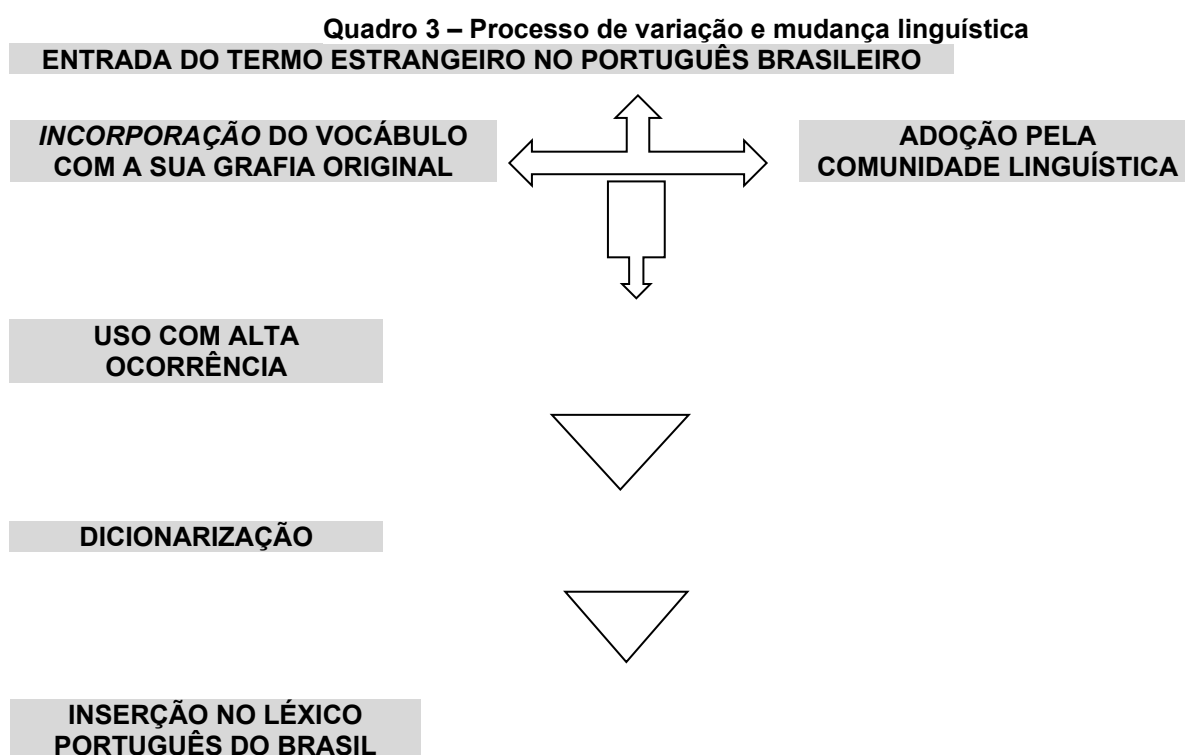 Quadro 3 – Processo de variação e mudança linguística
ENTRADA DO TERMO ESTRANGEIRO NO PORTUGUÊS BRASILEIRO
INCORPORAÇÃO DO VOCÁBULO
COM A SUA GRAFIA ORIGINAL
ADOÇÃO PELA
COMUNIDADE LINGUÍSTICA
USO COM ALTA
OCORRÊNCIA
DICIONARIZAÇÃO
INSERÇÃO NO LÉXICO
PORTUGUÊS DO BRASIL